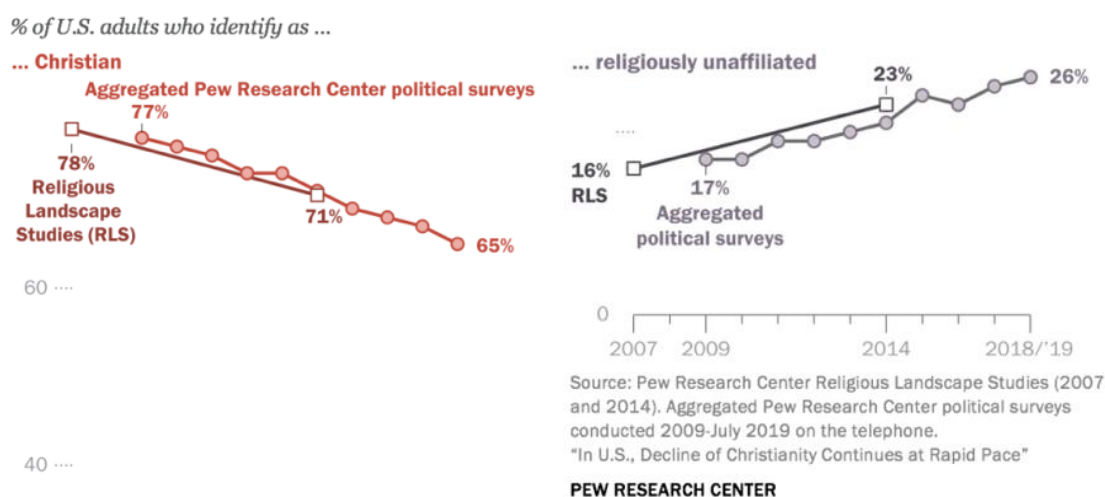 % of U.S. adults who identify as ...
... Christian
Aggregated Pew Research Center political surveys
77%
78%
Religious
Landscape
Studies (RLS)
71%
65%
60
40
... religiously unaffiliated
23%
26%
16%
RLS
17%
Aggregated
political surveys
0
2007 2009 2014 2018/'19
Source: Pew Research Center Religious Landscape Studies (2007
and 2014). Aggregated Pew Research Center political surveys
conducted 2009-July 2019 on the telephone.
“In U.S., Decline of Christianity Continues at Rapid Pace”
PEW RESEARCH CENTER